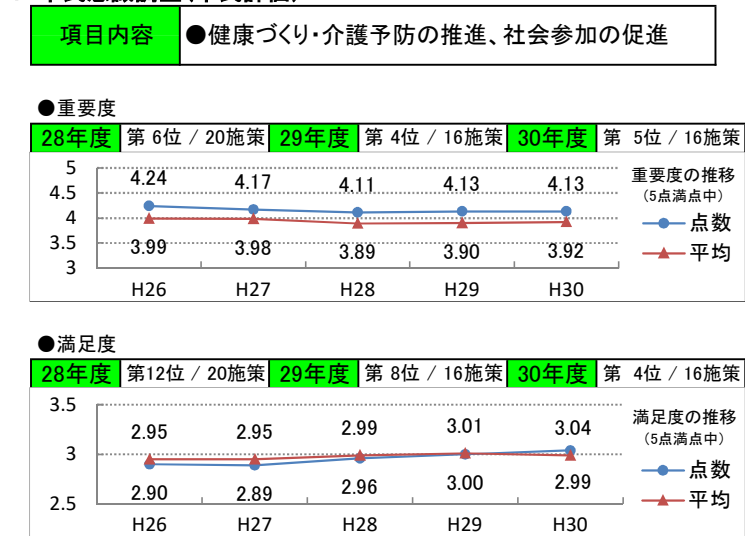 項目内容 ●健康づくり・介護予防の推進、社会参加の促進
●重要度
28年度 第 6位 / 20施策 29年度 第 4位 / 16施策 30年度 第 5位 / 16施策
5
4.5
4
3.5
3
4.24 4.17 4.11 4.13 4.13
3.99 3.98 3.89 3.90 3.92
H26 H27 H28 H29 H30
重要度の推移
(5点満点中)
点数
平均
●満足度
28年度 第12位 / 20施策 29年度 第 8位 / 16施策 30年度 第 4位 / 16施策
3.5
3
2.5
2.95 2.95 2.99 3.01 3.04
2.90 2.89 2.96 3.00 2.99
H26 H27 H28 H29 H30
満足度の推移
(5点満点中)
点数
平均